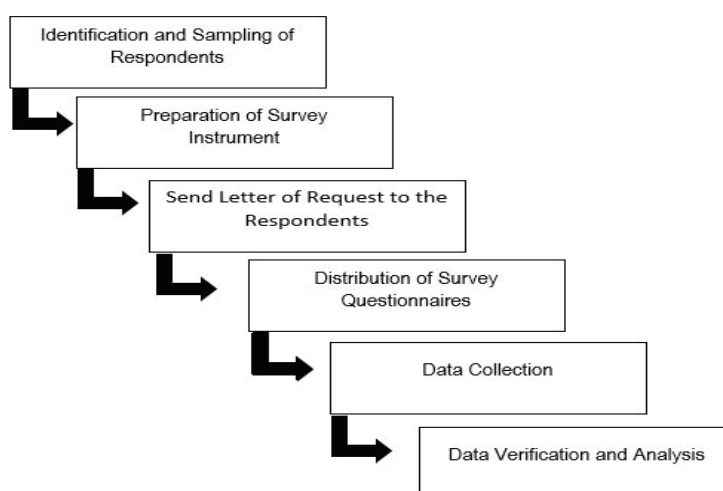 Identification and Sampling of
Respondents
Preparation of Survey
Instrument
Send Letter of Request to the
Respondents
Distribution of Survey
Questionnaires
Data Collection
Data Verification and Analysis